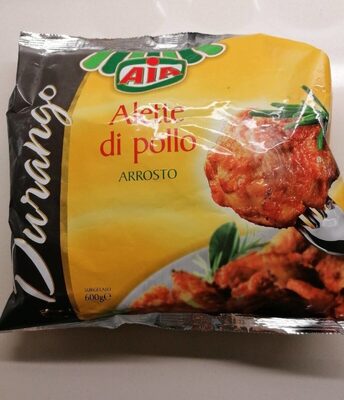 AIA
Durango
Alette
di pollo
ARROSTO
SURGELATO
600g℮